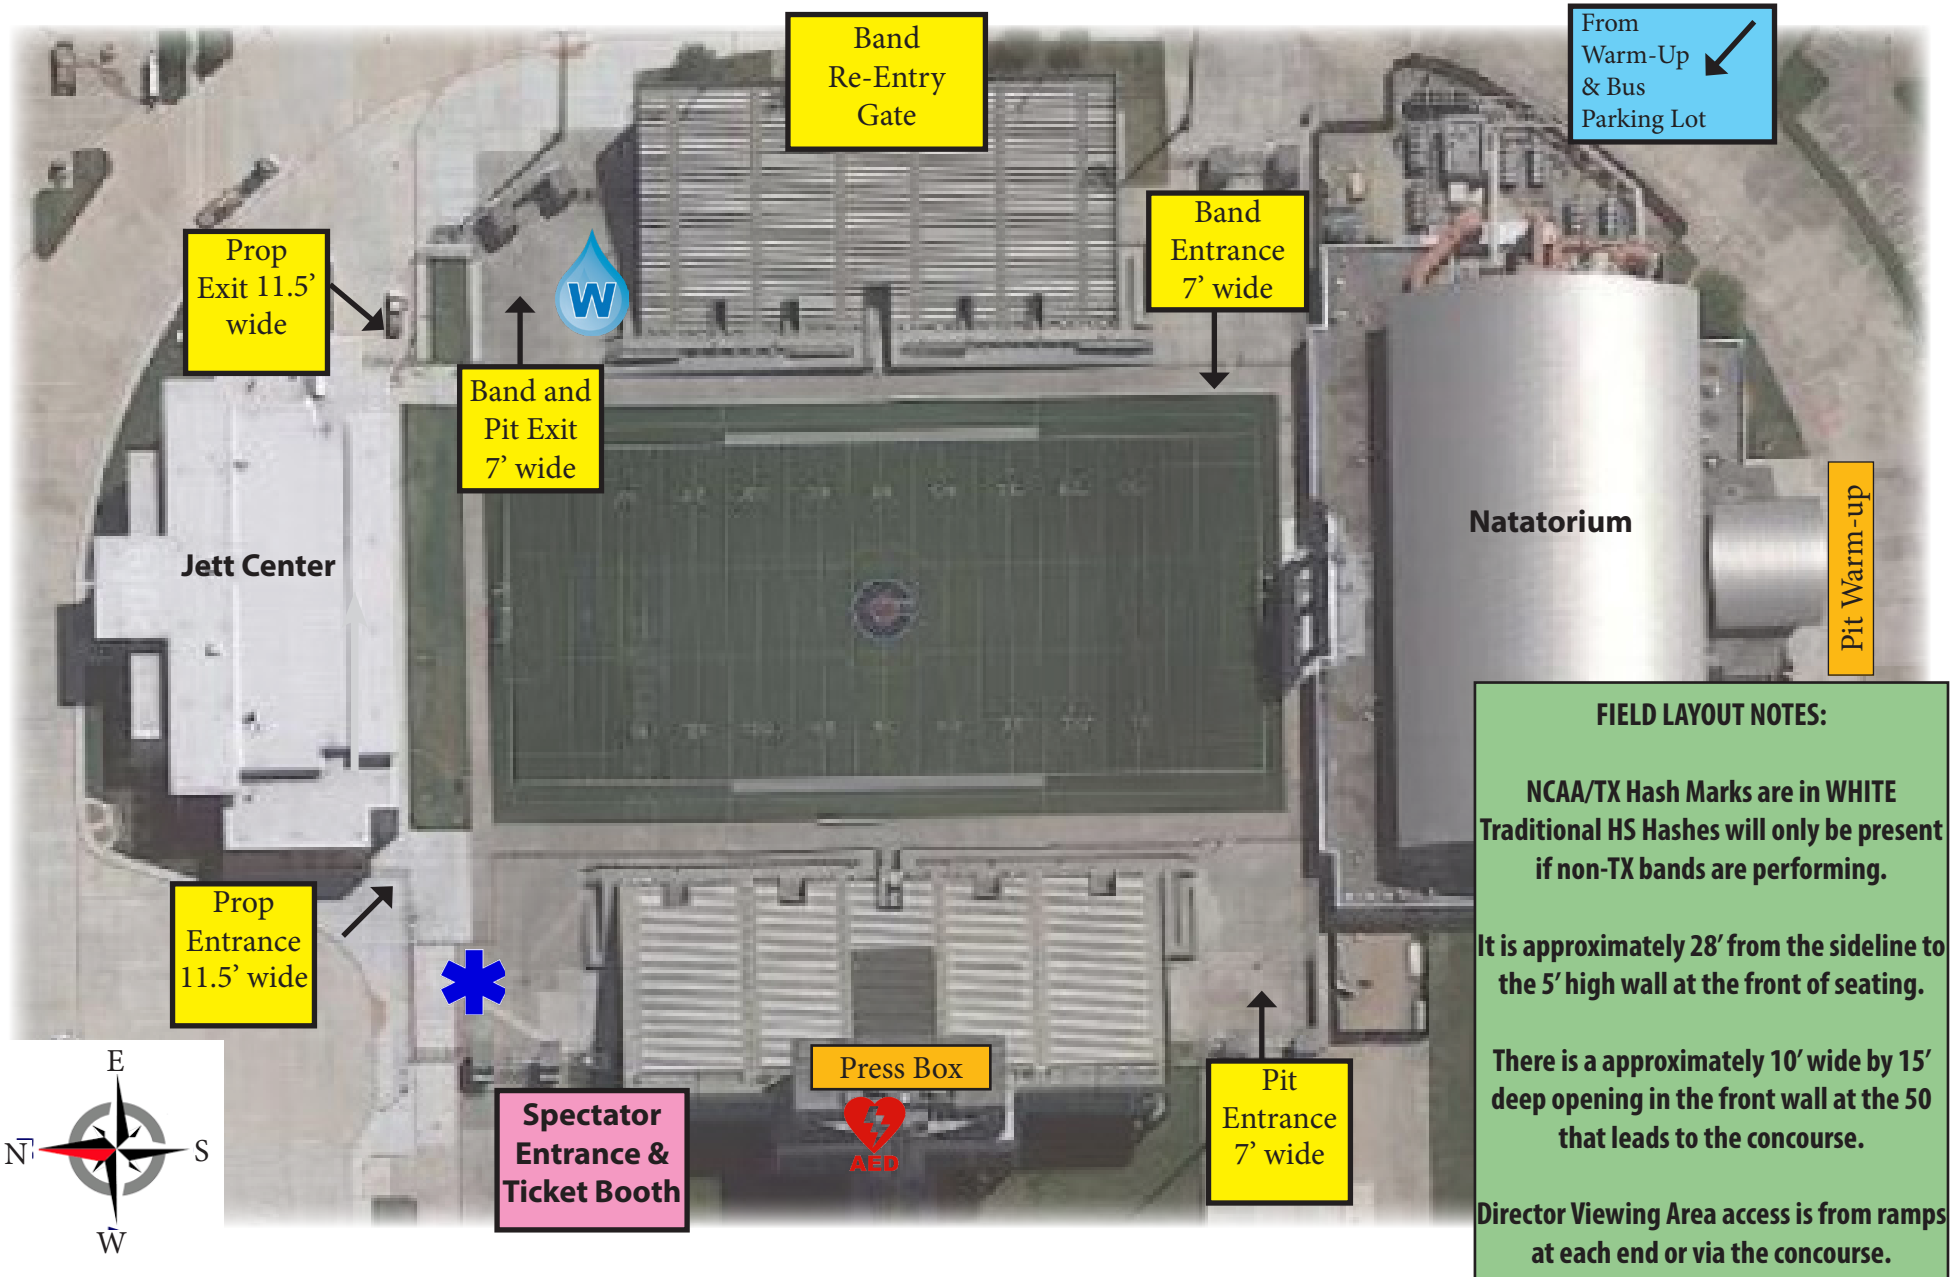 Band
Re-Entry
Gate
From
Warm-Up
& Bus
Parking Lot
Prop
Exit 11.5’
wide
W
Band
Entrance
7’ wide
Band and
Pit Exit
7’ wide
Jett Center
Natatorium
Pit Warm-up
Prop
Entrance
11.5’ wide
Press Box
AED
Spectator
Entrance &
Ticket Booth
Pit
Entrance
7’ wide
E
N
S
W
FIELD LAYOUT NOTES:
NCAA/TX Hash Marks are in WHITE
Traditional HS Hashes will only be present
if non-TX bands are performing.
It is approximately 28’ from the sideline to
the 5’ high wall at the front of seating.
There is a approximately 10’ wide by 15’
deep opening in the front wall at the 50
that leads to the concourse.
Director Viewing Area access is from ramps
at each end or via the concourse.